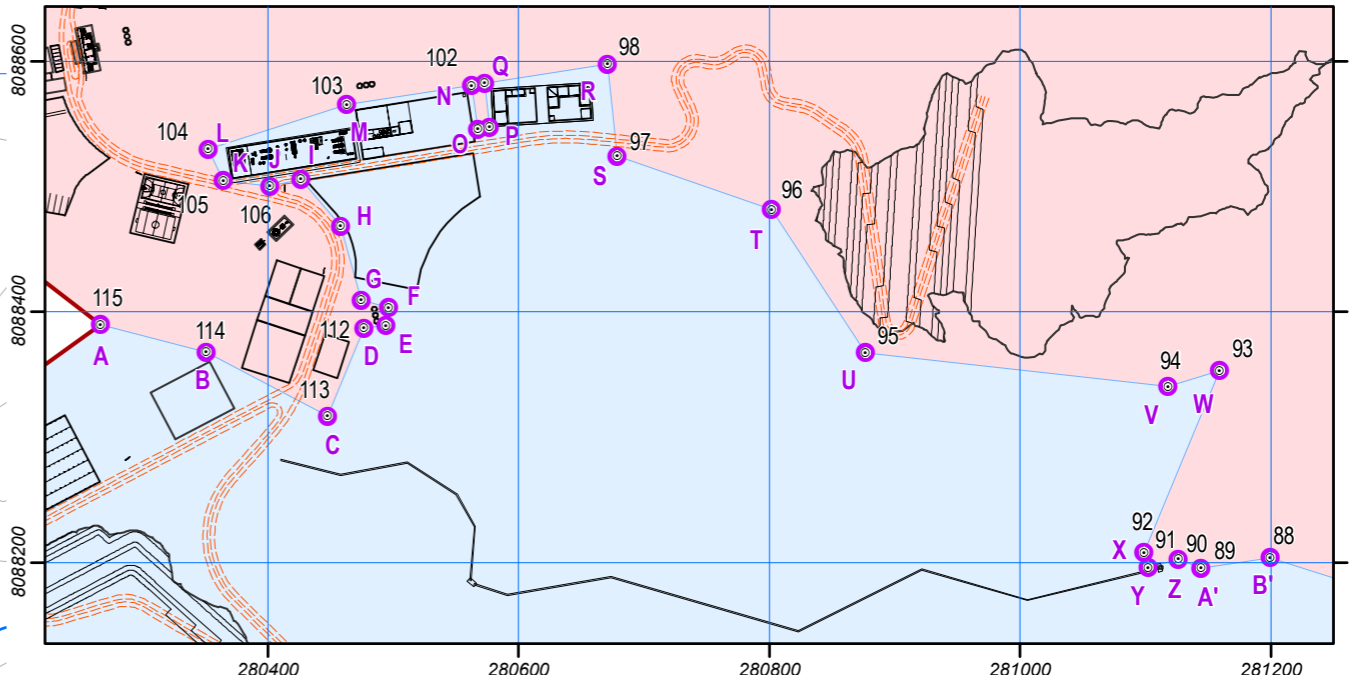 98
102
Q
8088600
103
N
R
104
L
M
97
K
J
I
O
P
S
105
96
106
H
T
G
F
8088400
115
114
112
E
D
A
B
95
94
93
U
V
W
113
C
92
91
90
89
88
8088200
X
Y
Z
A'
B'
280400
280600
280800
281000
281200